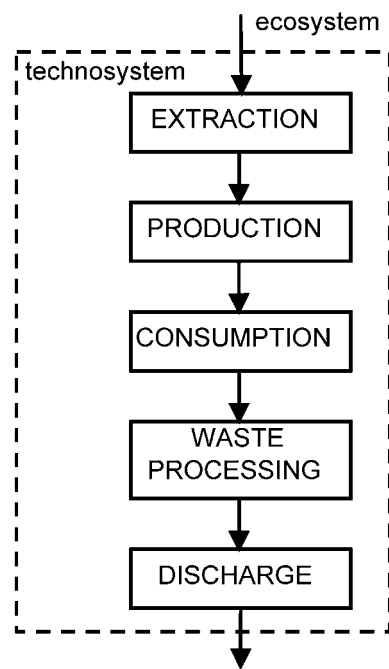 ecosystem
technosystem
EXTRACTION
PRODUCTION
CONSUMPTION
WASTE
PROCESSING
DISCHARGE